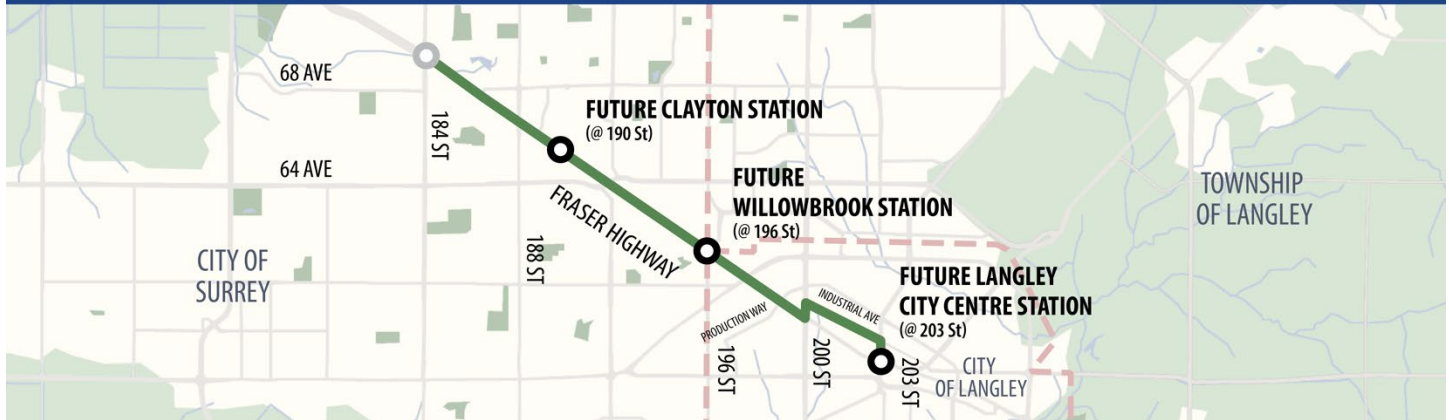 68 AVE
184 ST
FUTURE CLAYTON STATION
(@ 190 St)
64 AVE
FRASER HIGHWAY
188 ST
FUTURE
WILLOWBROOK STATION
(@ 196 St)
TOWNSHIP
OF LANGLEY
CITY OF
SURREY
FUTURE LANGLEY
CITY CENTRE STATION
(@ 203 St)
PRODUCTION WAY
INDUSTRIAL AVE
196 ST
200 ST
203 ST
CITY
OF LANGLEY